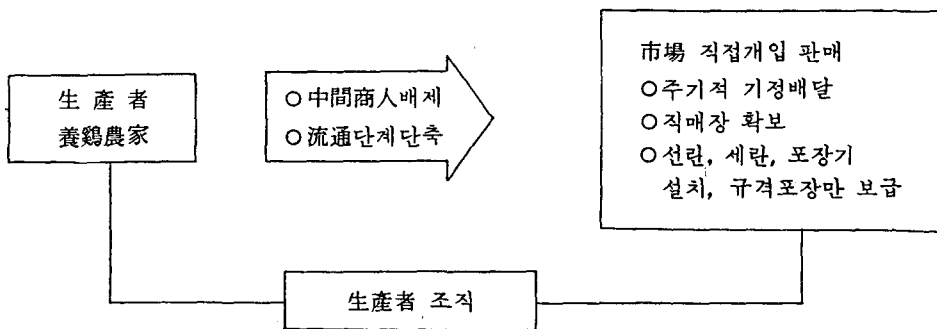 生產者
養鷄農家
○中間商人배제
○流通단계단축
市場 직접개입 판매
○주기적 기정배달
○직매장 확보
○선란, 세란, 포장기
설치, 규격포장만 보급
生產者 조직